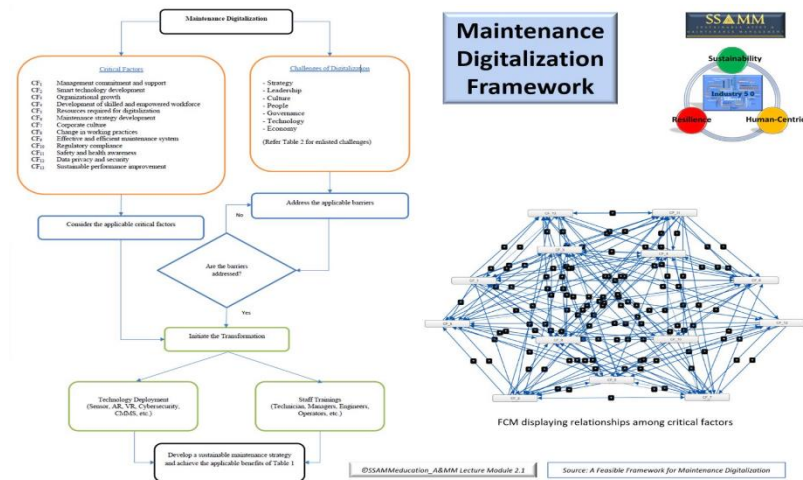 Maintenance Digitalization
Critical Factors
CF1 Management commitment and support
CF2 Smart technology development
CF3 Organizational growth
CF4 Development of skilled and empowered workforce
CF5 Resources required for digitalization
CF6 Maintenance strategy development
CF7 Corporate culture
CF8 Change in working practices
CF9 Effective and efficient maintenance system
CF10 Regulatory compliance
CF11 Safety and health awareness
CF12 Data privacy and security
CF13 Sustainable performance improvement
Challenges of Digitalization
- Strategy
- Leadership
- Culture
- People
- Governance
- Technology
- Economy
(Refer Table 2 for enlisted challenges)
Consider the applicable critical factors
Address the applicable barriers
No
Are the
barriers
addressed?
Yes
Initiate the Transformation
Technology Deployment
(Sensor, AR, VR, Cybersecurity,
CMMS, etc.)
Staff Trainings
(Technician, Managers, Engineers,
Operators, etc.)
Develop a sustainable maintenance strategy
and achieve the applicable benefits of Table 1
Maintenance
Digitalization
Framework
SSAMM
Sustainability
Industry 5.0
Resilience
Human-Centric
FCM displaying relationships among critical factors
©SSAMMeducation_A&MM Lecture Module 2.1
Source: A Feasible Framework for Maintenance Digitalization